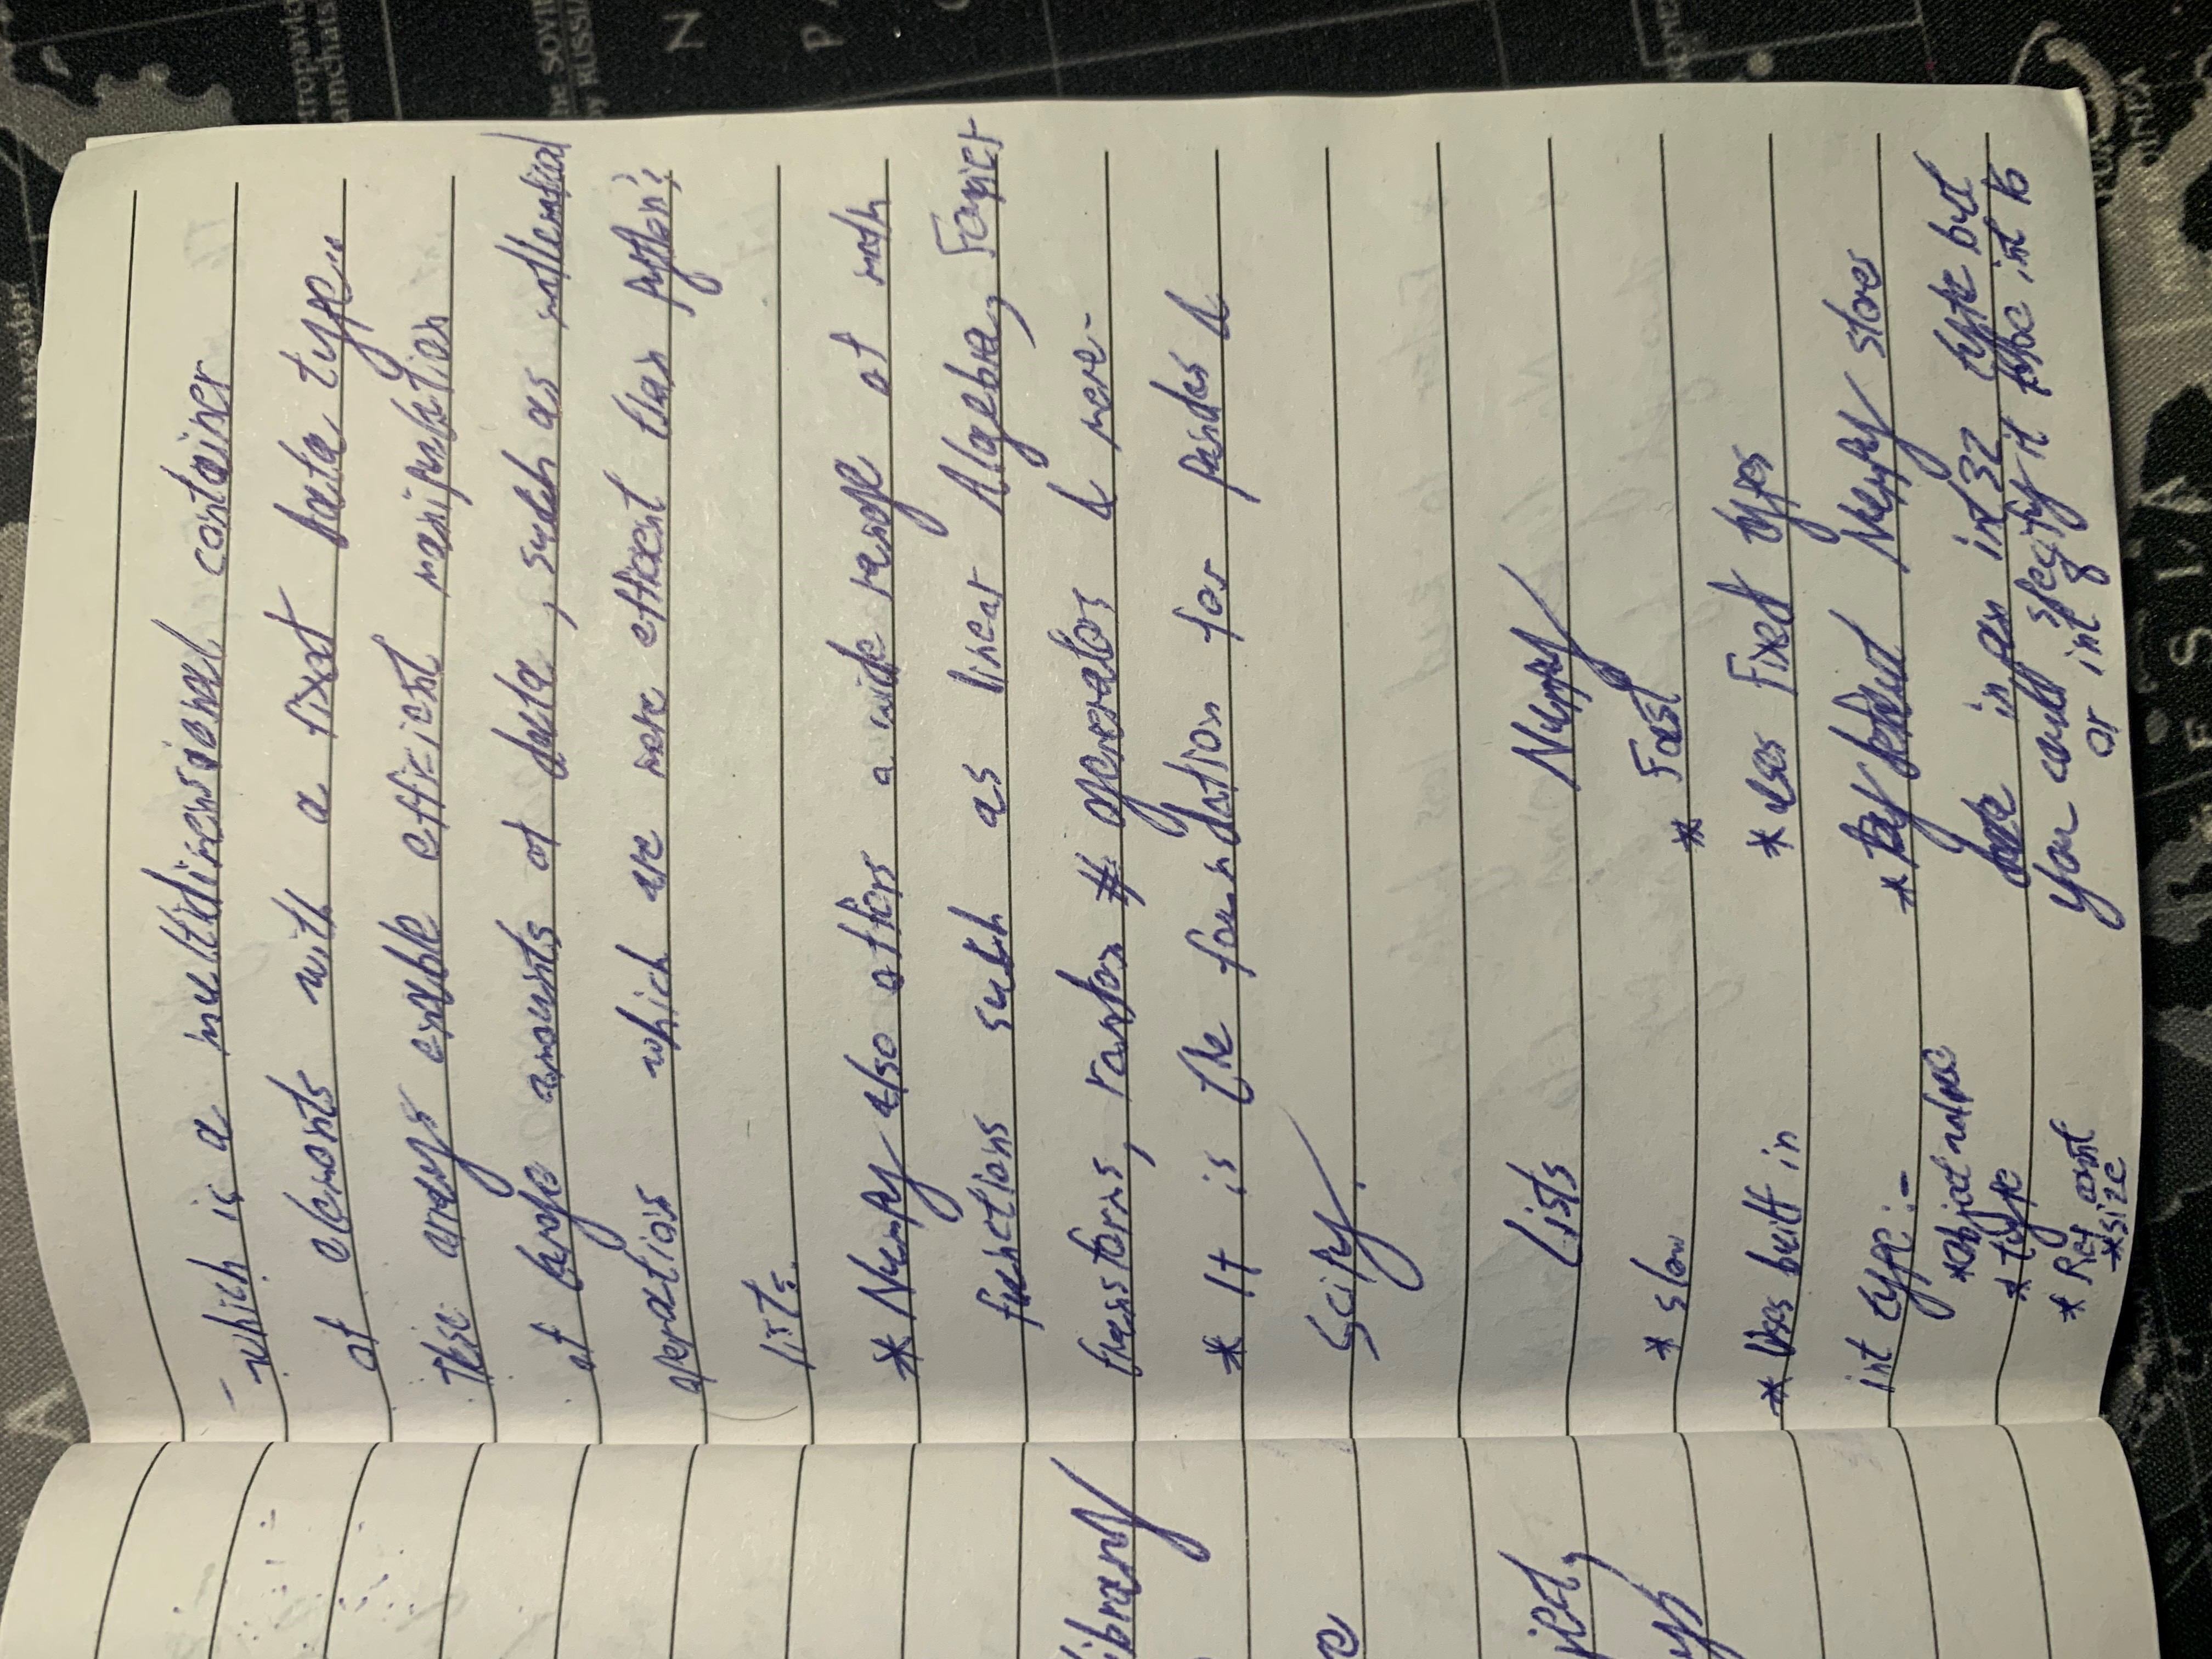 which is a multidimensional container
of elements with a fixed data type.
These arrays enable efficient manipulation
of large amounts of data, such as mathematical
operations which are more efficient than python's
lists.
* Numpy also offers a wide range of math
functions such as linear Algebra, Fourier
transforms, random # generators & more.
* It is the foundation for pandas &
scipy.
Lists Numpy
* slow * Fast
* Uses built in * uses Fixed types
int type:- * by default Numpy stores
* Object value data in an int32 type but
* type you could specify it to be int 16
* Ref count or int 8
* size
library